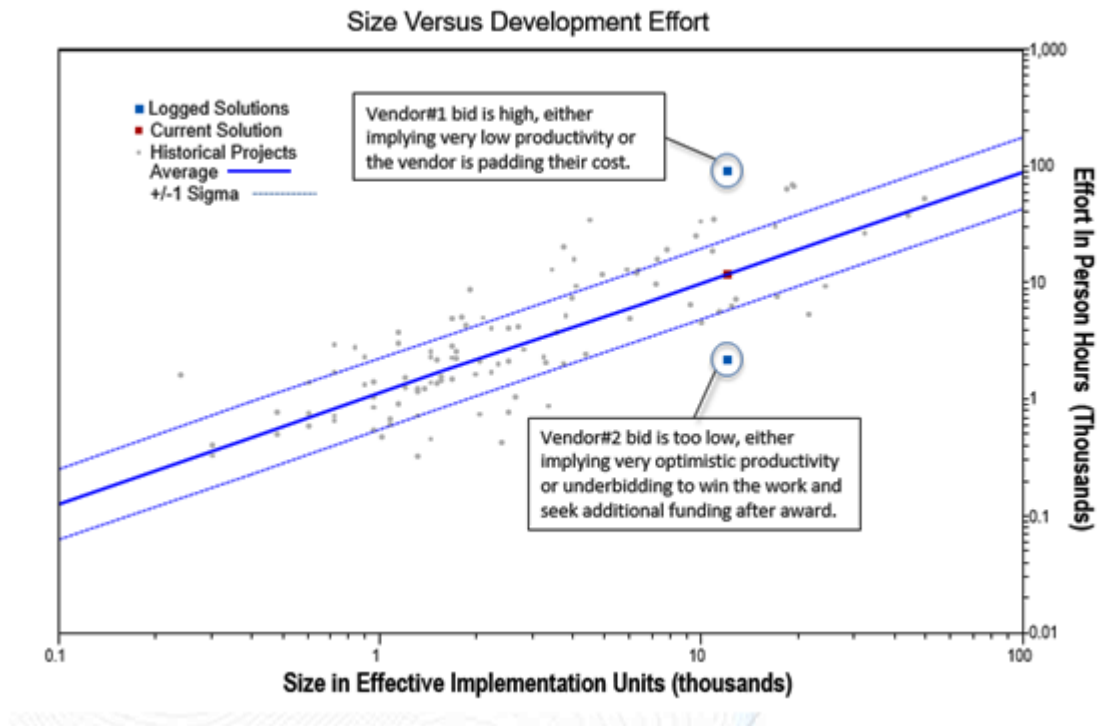 Size Versus Development Effort
Logged Solutions
Current Solution
Historical Projects
Average
+/-1 Sigma
Vendor#1 bid is high, either
implying very low productivity or
the vendor is padding their cost.
Vendor#2 bid is too low, either
implying very optimistic productivity
or underbidding to win the work and
seek additional funding after award.
1,000
100
10
1
0.1
0.01
Effort In Person Hours (Thousands)
0.1
1
10
100
Size in Effective Implementation Units (thousands)